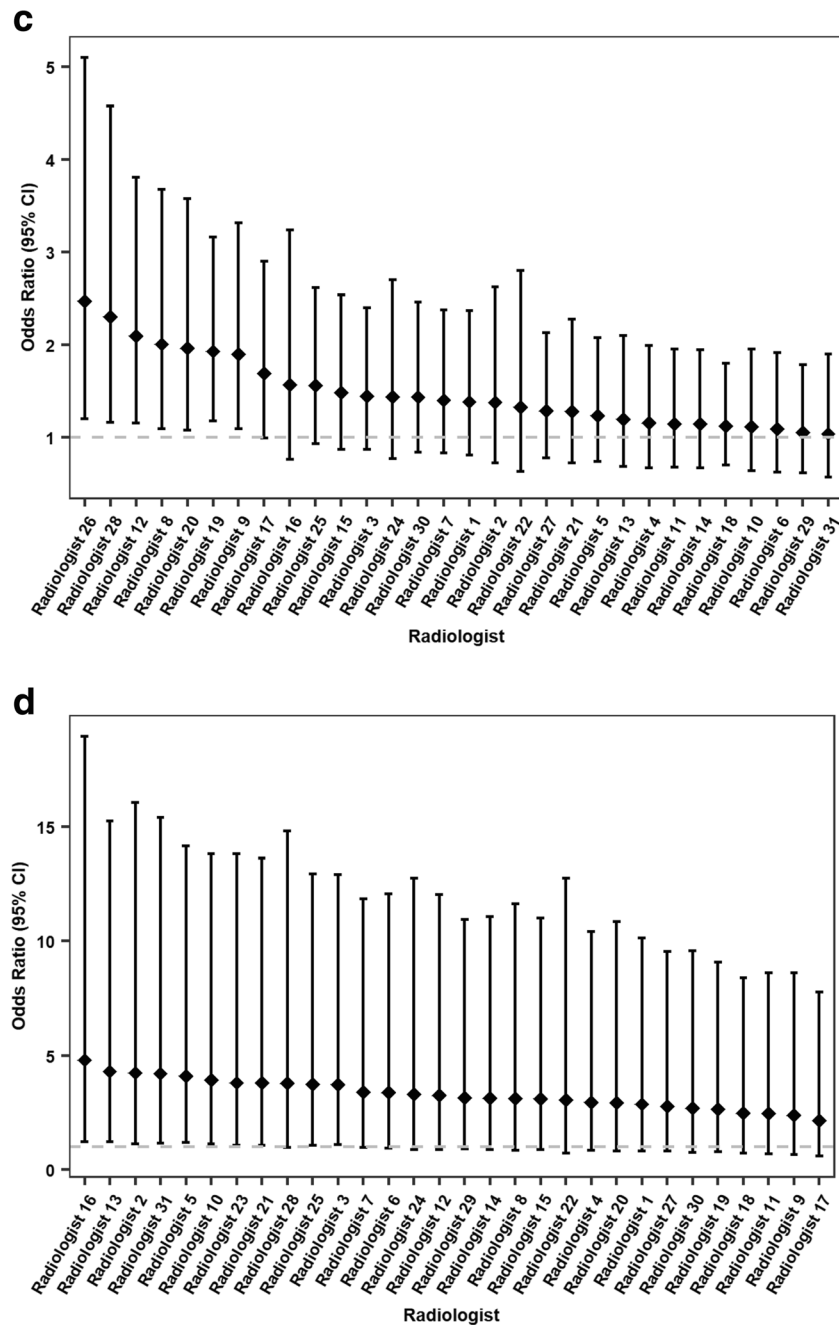 c
Odds Ratio (95% CI)
5
4
3
2
1
Radiologist 26
Radiologist 28
Radiologist 12
Radiologist 8
Radiologist 20
Radiologist 19
Radiologist 9
Radiologist 17
Radiologist 16
Radiologist 25
Radiologist 15
Radiologist 3
Radiologist 24
Radiologist 30
Radiologist 7
Radiologist 1
Radiologist 2
Radiologist 22
Radiologist 27
Radiologist 21
Radiologist 5
Radiologist 13
Radiologist 4
Radiologist 11
Radiologist 14
Radiologist 18
Radiologist 10
Radiologist 6
Radiologist 29
Radiologist 31
Radiologist
d
Odds Ratio (95% CI)
15
10
5
0
Radiologist 16
Radiologist 13
Radiologist 2
Radiologist 31
Radiologist 5
Radiologist 10
Radiologist 23
Radiologist 21
Radiologist 28
Radiologist 25
Radiologist 3
Radiologist 7
Radiologist 6
Radiologist 24
Radiologist 12
Radiologist 29
Radiologist 14
Radiologist 8
Radiologist 15
Radiologist 22
Radiologist 4
Radiologist 20
Radiologist 1
Radiologist 27
Radiologist 30
Radiologist 19
Radiologist 18
Radiologist 11
Radiologist 9
Radiologist 17
Radiologist